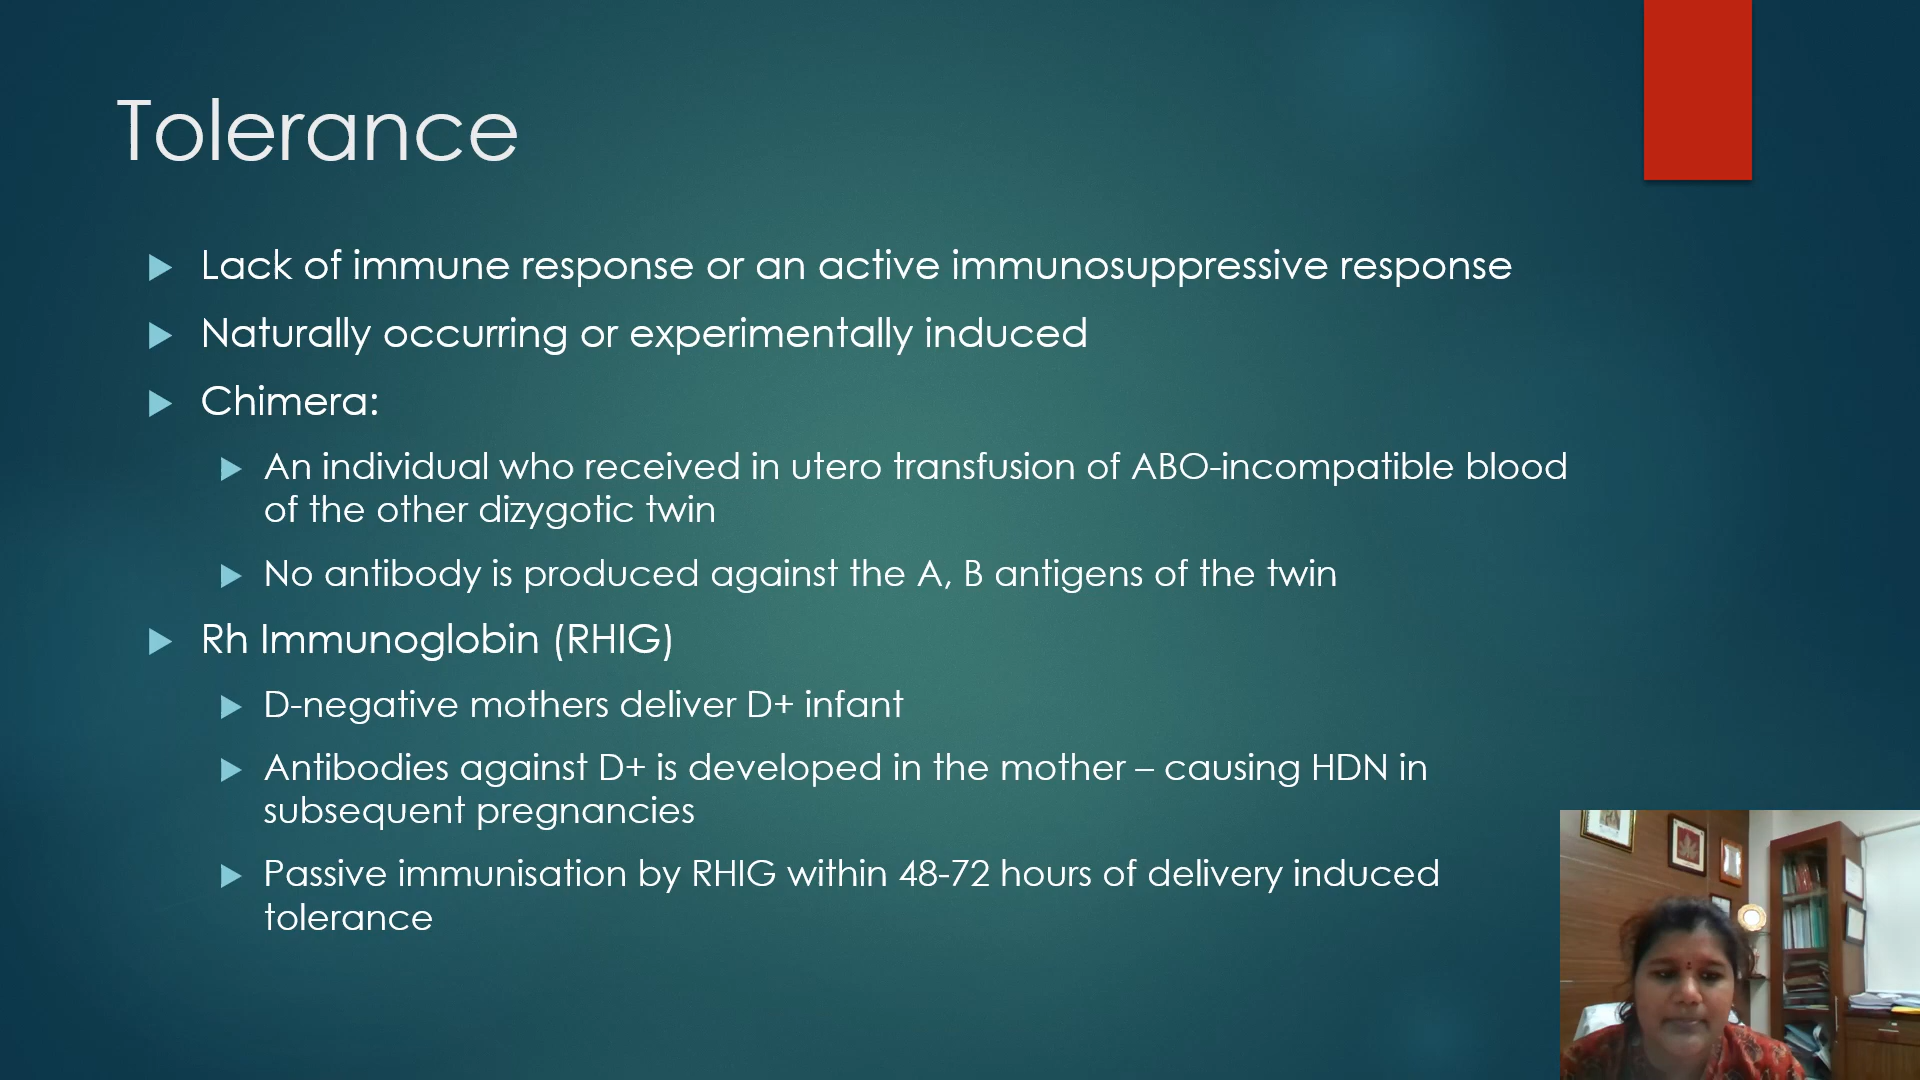 Tolerance
Lack of immune response or an active immunosuppressive response
Naturally occurring or experimentally induced
Chimera:
An individual who received in utero transfusion of ABO-incompatible blood
of the other dizygotic twin
No antibody is produced against the A, B antigens of the twin
Rh Immunoglobin (RHIG)
D-negative mothers deliver D+ infant
Antibodies against D+ is developed in the mother – causing HDN in
subsequent pregnancies
Passive immunisation by RHIG within 48-72 hours of delivery induced
tolerance